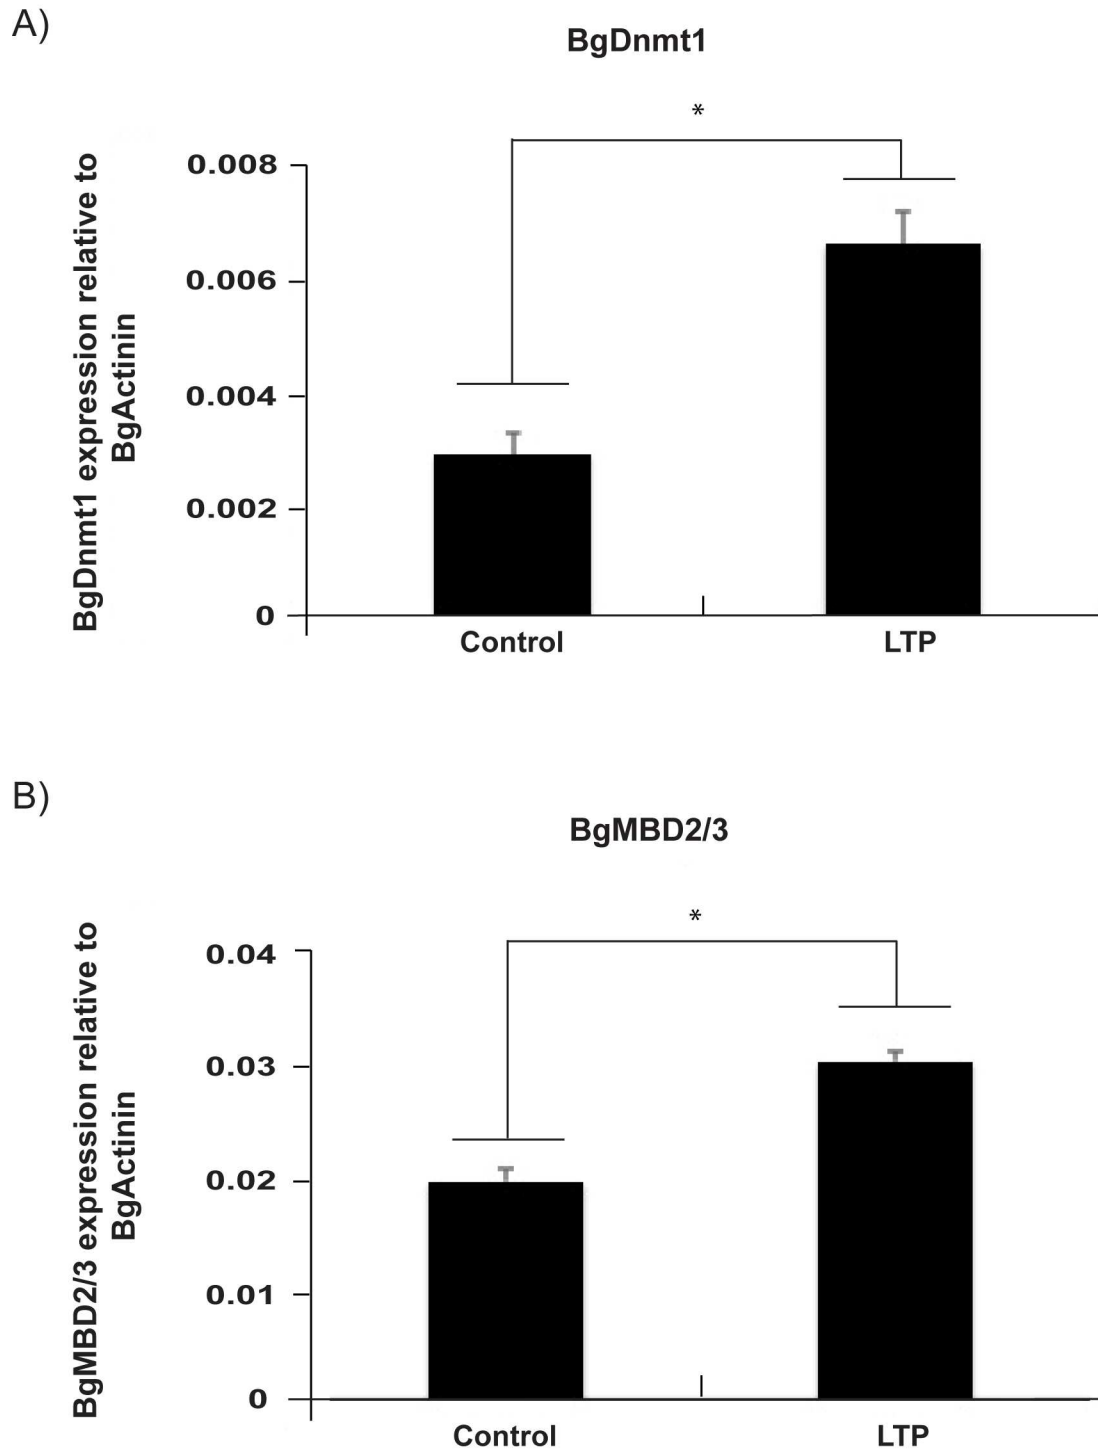 A)
BgDnmt1
*
BgDnmt1 expression relative to
BgActinin
0.008
0.006
0.004
0.002
0
Control LTP
B)
BgMBD2/3
*
BgMBD2/3 expression relative to
BgActinin
0.04
0.03
0.02
0.01
0
Control LTP